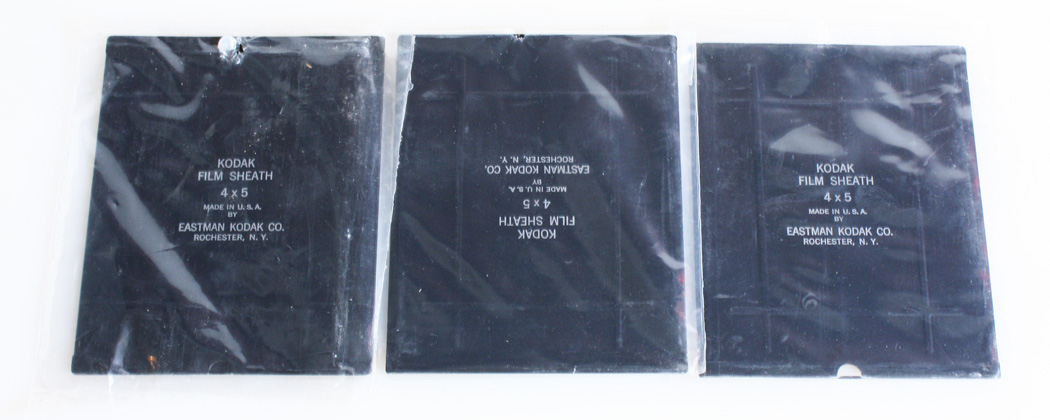 KODAK
FILM SHEATH
4 x 5
MADE IN U.S.A.
BY
EASTMAN KODAK CO.
ROCHESTER, N. Y.
KODAK
FILM SHEATH
4 x 5
MADE IN U.S.A.
BY
EASTMAN KODAK CO.
ROCHESTER, N. Y.
KODAK
FILM SHEATH
4 x 5
MADE IN U.S.A.
BY
EASTMAN KODAK CO.
ROCHESTER, N. Y.